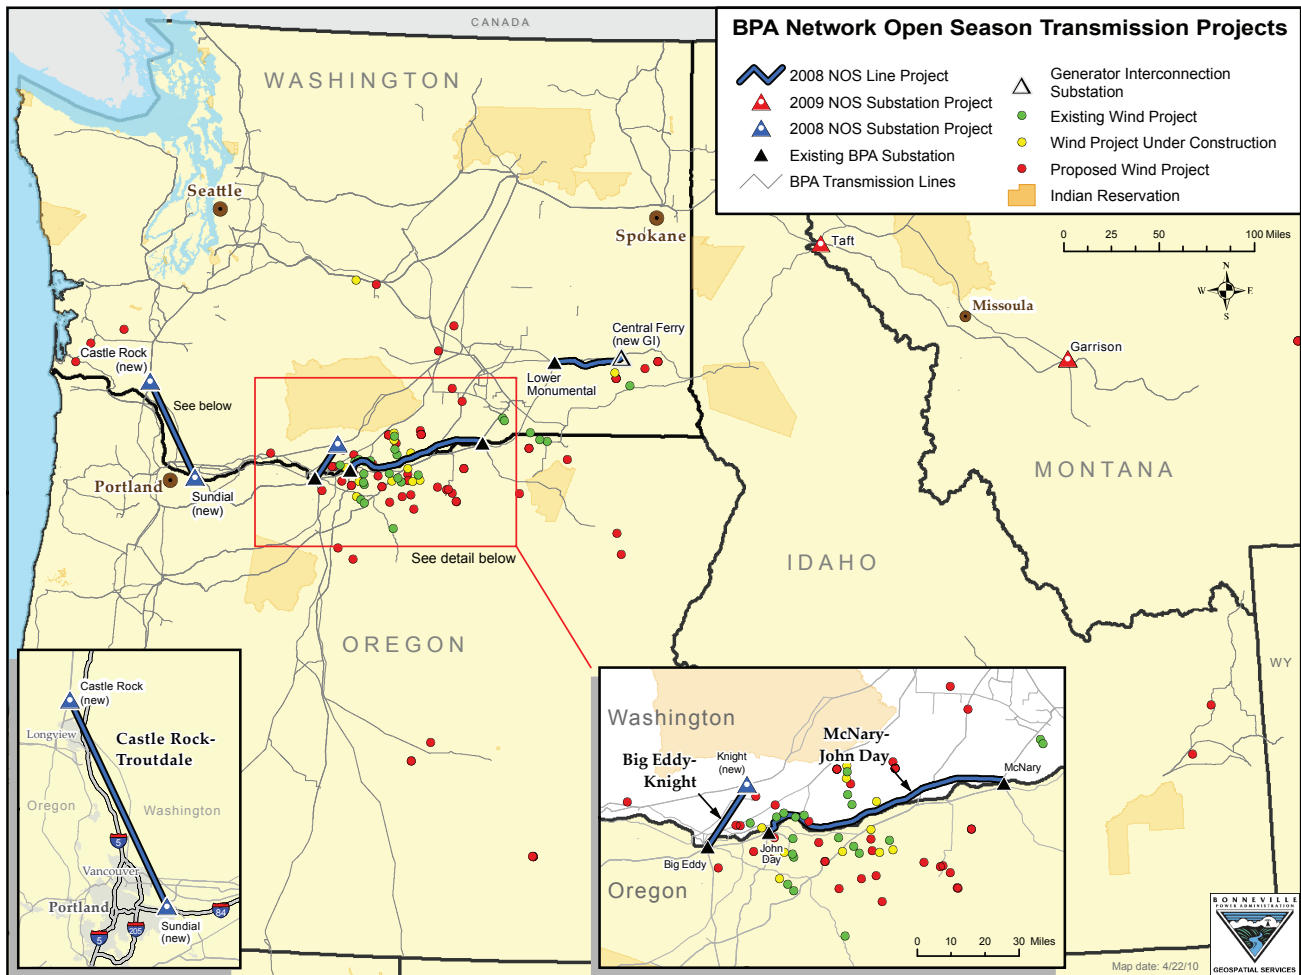 CANADA
BPA Network Open Season Transmission Projects
2008 NOS Line Project
2009 NOS Substation Project
2008 NOS Substation Project
Existing BPA Substation
BPA Transmission Lines
Generator Interconnection
Substation
Existing Wind Project
Wind Project Under Construction
Proposed Wind Project
Indian Reservation
0 25 50 100 Miles
N
W E
S
WASHINGTON
Seattle
Spokane
Taft
Missoula
Garrison
Central Ferry
(new GI)
Lower
Monumental
Castle Rock
(new)
See below
Portland
Sundial
(new)
See detail below
MONTANA
IDAHO
OREGON
WY
Castle Rock
(new)
Longview
Castle Rock-
Troutdale
Oregon
Washington
5
Vancouver
Portland
84
5
205
Sundial
(new)
Washington
McNary-
John Day
Big Eddy-
Knight
Knight
(new)
McNary
Big Eddy
John
Day
Oregon
0 10 20 30 Miles
Map date: 4/22/10
BONNEVILLE
POWER ADMINISTRATION
GEOSPATIAL SERVICES